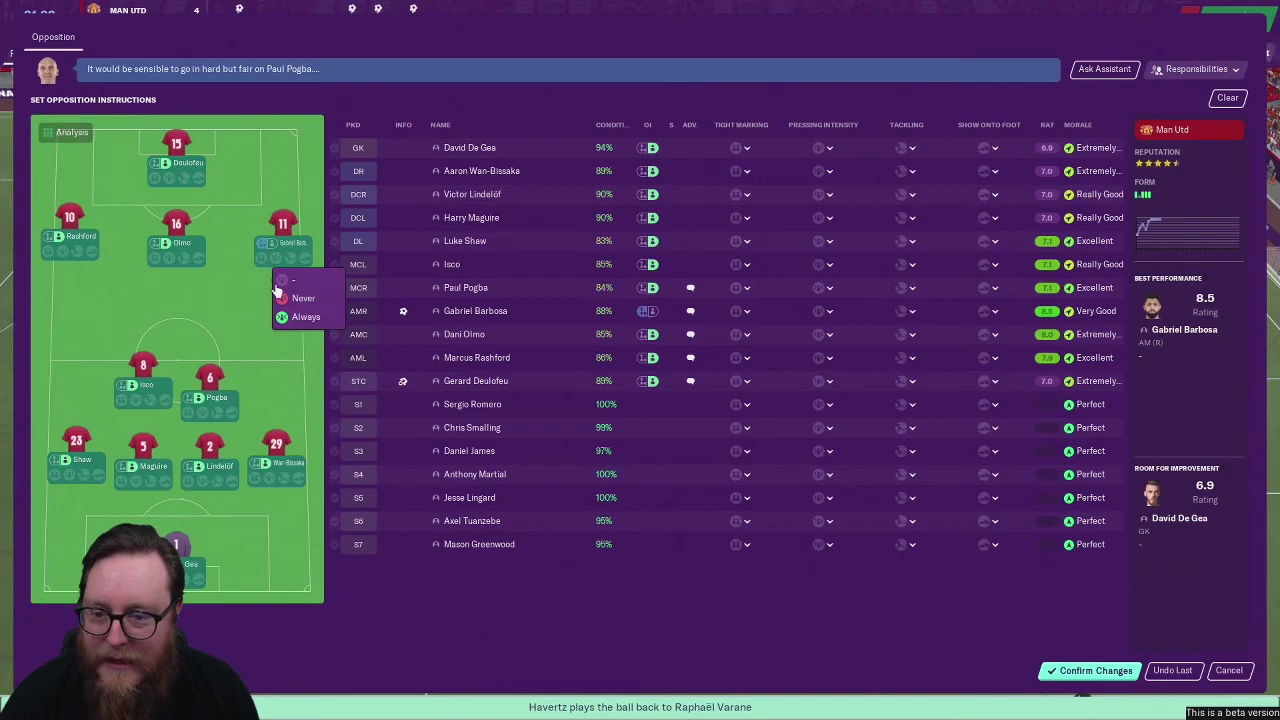 MAN UTD 4
Opposition
It would be sensible to go in hard but fair on Paul Pogba....
Ask Assistant
Responsibilities
SET OPPOSITION INSTRUCTIONS
Clear
Analysis
15
Deulofeu
10
Rashford
16
Olmo
11
Gabriel Barb.
-
Never
Always
8
Isco
6
Pogba
23
Shaw
5
Maguire
2
Lindelöf
29
Wan-Bissaka
1
Gea
PKD INFO NAME CONDITI... OI S ADV. TIGHT MARKING PRESSING INTENSITY TACKLING SHOW ONTO FOOT RAT MORALE
GK David De Gea 94% 6.9 Extremely...
DR Aaron Wan-Bissaka 89% 7.0 Extremely...
DCR Victor Lindelöf 90% 7.0 Really Good
DCL Harry Maguire 90% 7.0 Really Good
DL Luke Shaw 83% 7.1 Excellent
MCL Isco 85% 7.1 Really Good
MCR Paul Pogba 84% 7.1 Excellent
AMR Gabriel Barbosa 88% 8.5 Very Good
AMC Dani Olmo 85% 8.0 Extremely...
AML Marcus Rashford 86% 7.9 Excellent
STC Gerard Deulofeu 89% 7.0 Extremely...
S1 Sergio Romero 100% Perfect
S2 Chris Smalling 99% Perfect
S3 Daniel James 97% Perfect
S4 Anthony Martial 100% Perfect
S5 Jesse Lingard 100% Perfect
S6 Axel Tuanzebe 95% Perfect
S7 Mason Greenwood 95% Perfect
Man Utd
REPUTATION
FORM
BEST PERFORMANCE
8.5
Rating
Gabriel Barbosa
AM (R)
-
ROOM FOR IMPROVEMENT
6.9
Rating
David De Gea
GK
-
Confirm Changes
Undo Last
Cancel
Havertz plays the ball back to Raphaël Varane
This is a beta version